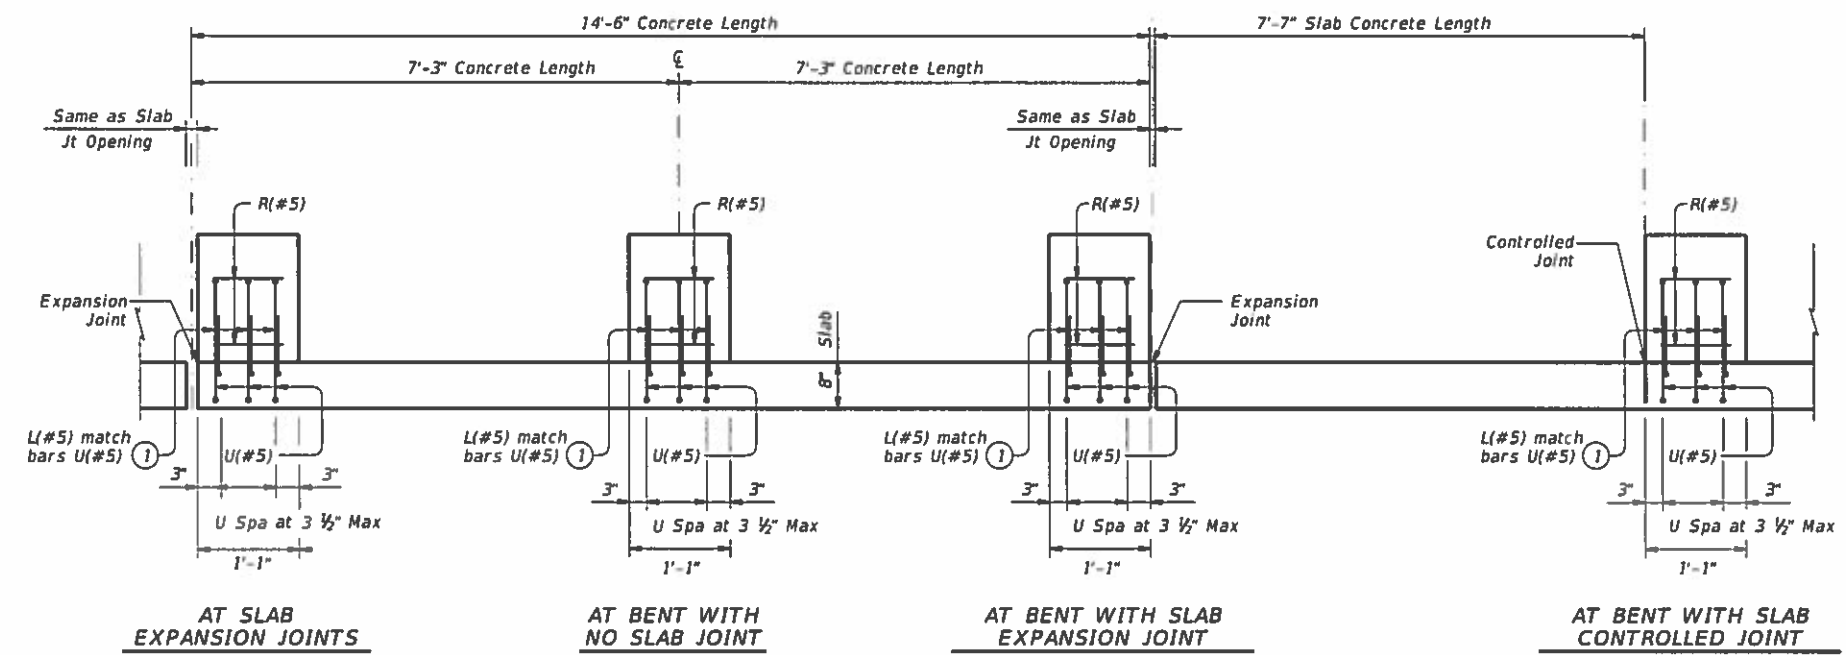 14'-6" Concrete Length
7'-7" Slab Concrete Length
℄
7'-3" Concrete Length
7'-3" Concrete Length
Same as Slab
Jt Opening
Same as Slab
Jt Opening
R(#5)
R(#5)
R(#5)
R(#5)
Controlled
Joint
Expansion
Joint
Expansion
Joint
Slab
8"
L(#5) match
bars U(#5) 1
U(#5)
L(#5) match
bars U(#5) 1
U(#5)
L(#5) match
bars U(#5) 1
U(#5)
L(#5) match
bars U(#5) 1
U(#5)
3"
3"
3"
3"
3"
3"
3"
3"
U Spa at 3 ½" Max
U Spa at 3 ½" Max
U Spa at 3 ½" Max
U Spa at 3 ½" Max
1'-1"
1'-1"
1'-1"
1'-1"
AT SLAB
EXPANSION JOINTS
AT BENT WITH
NO SLAB JOINT
AT BENT WITH SLAB
EXPANSION JOINT
AT BENT WITH SLAB
CONTROLLED JOINT